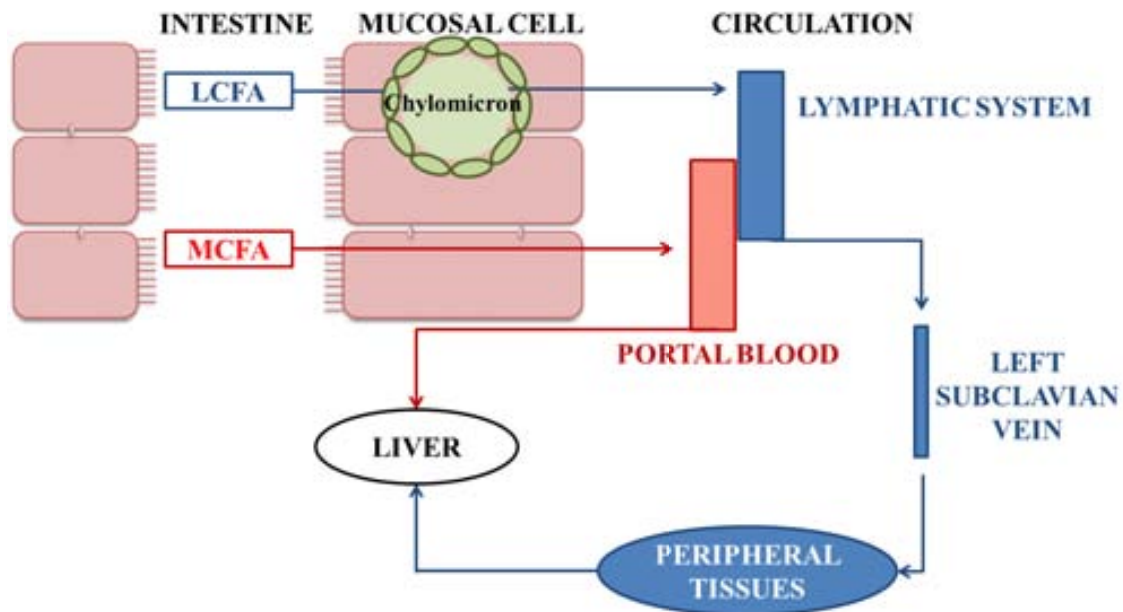 INTESTINE
MUCOSAL CELL
CIRCULATION
LCFA
Chylomicron
LYMPHATIC SYSTEM
MCFA
PORTAL BLOOD
LEFT
SUBCLAVIAN
VEIN
LIVER
PERIPHERAL
TISSUES